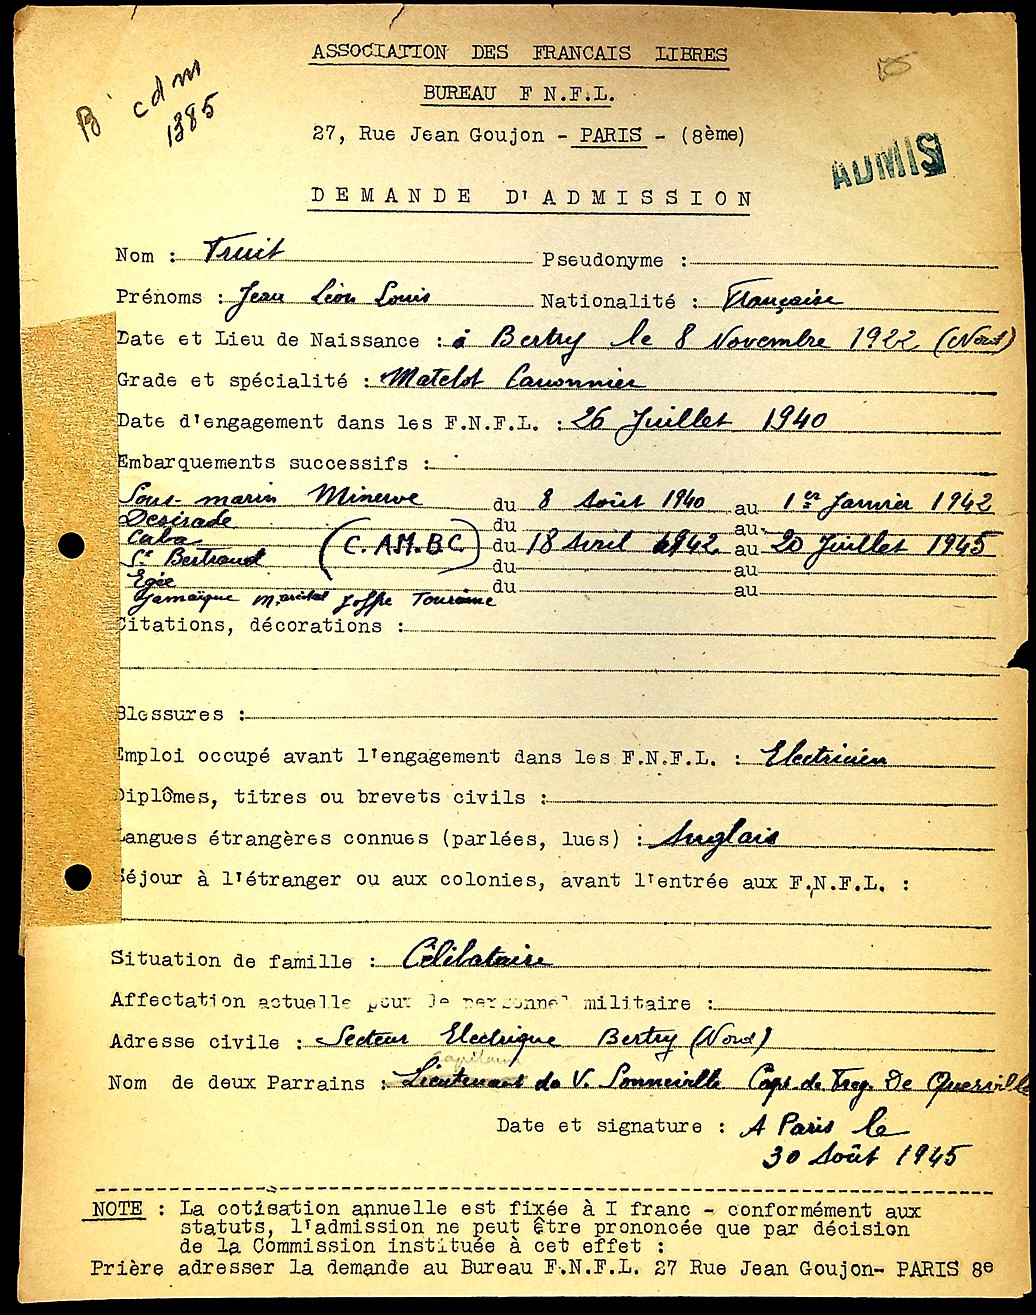 ASSOCIATION DES FRANCAIS LIBRES
B cdm
1385
BUREAU F N.F.L.
27, Rue Jean Goujon - PARIS - (8ème)
ADMIS
DEMANDE D'ADMISSION
Nom : Truit Pseudonyme :
Prénoms : Jean Léon Louis Nationalité : Française
Date et Lieu de Naissance : à Bertry le 8 Novembre 1922 (Nord)
Grade et spécialité : Matelot Canonnier
Date d'engagement dans les F.N.F.L. : 26 Juillet 1940
Embarquements successifs :
Sous-marin Minerve du 8 Août 1940 au 1er Janvier 1942
Désirade du au
Cuba (C.A.M.B.C.) du 18 Avril 1942 au 20 Juillet 1945
St Bertrand du au
Egée du au
Jamaïque Maréchal Joffre Touraine
Citations, décorations :
Blessures :
Emploi occupé avant l'engagement dans les F.N.F.L. : Electricien
Diplômes, titres ou brevets civils :
Langues étrangères connues (parlées, lues) : Anglais
Séjour à l'étranger ou aux colonies, avant l'entrée aux F.N.F.L. :
Situation de famille : Célibataire
Affectation actuelle pour le personnel militaire :
Adresse civile : Secteur Electrique Bertry (Nord)
Capitaine
Nom de deux Parrains : Lieutenant de V. Sonneville Cap. de Freg. De Querville
Date et signature : A Paris le
30 Août 1945
NOTE : La cotisation annuelle est fixée à I franc - conformément aux
statuts, l'admission ne peut être prononcée que par décision
de la Commission instituée à cet effet :
Prière adresser la demande au Bureau F.N.F.L. 27 Rue Jean Goujon- PARIS 8e